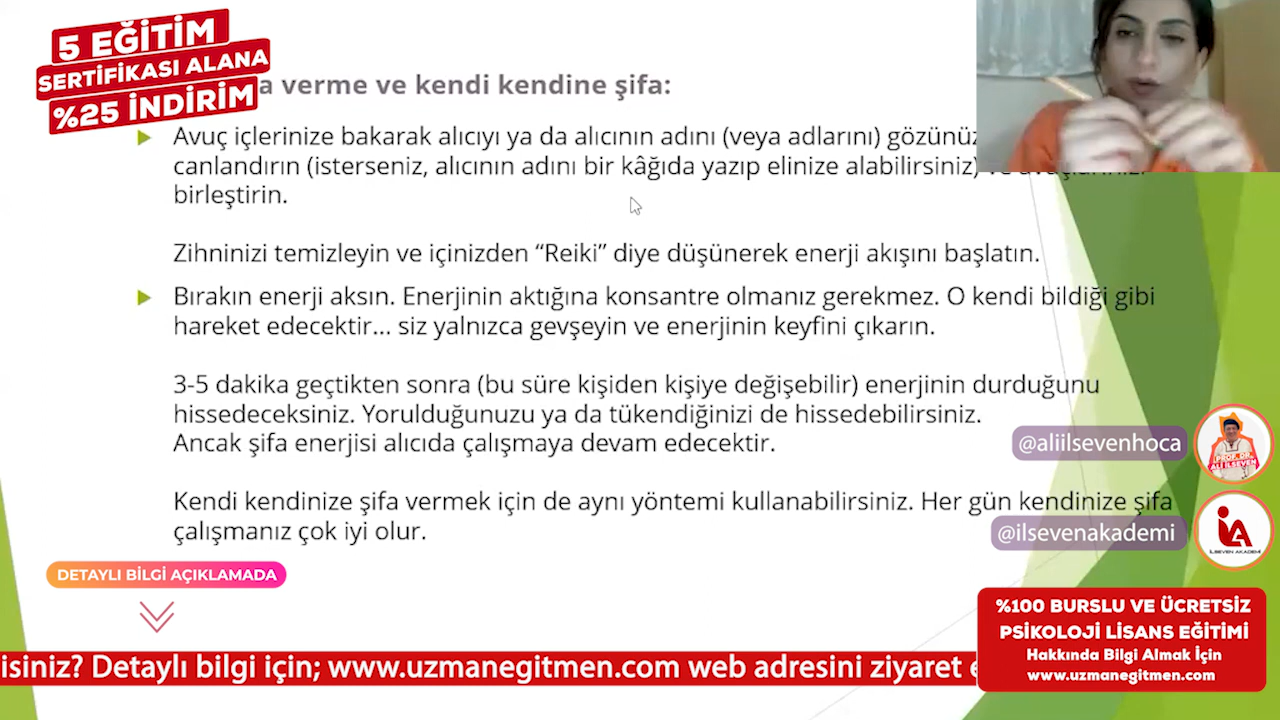 5 EĞİTİM
SERTİFİKASI ALANA
%25 İNDİRİM
verme ve kendi kendine şifa:
Avuç içlerinize bakarak alıcıyı ya da alıcının adını (veya adlarını)
canlandırın (isterseniz, alıcının adını bir kâğıda yazıp elinize alabilirsiniz)
birleştirin.
Zihninizi temizleyin ve içinizden “Reiki” diye düşünerek enerji akışını başlatın.
Bırakın enerji aksın. Enerjinin aktığına konsantre olmanız gerekmez. O kendi bildiği gibi
hareket edecektir... siz yalnızca gevşeyin ve enerjinin keyfini çıkarın.
3-5 dakika geçtikten sonra (bu süre kişiden kişiye değişebilir) enerjinin durduğunu
hissedeceksiniz. Yorulduğunuzu ya da tükendiğinizi de hissedebilirsiniz.
Ancak şifa enerjisi alıcıda çalışmaya devam edecektir.
@aliilsevenhoca
PROF. DR.
ALİ İLSEVEN
Kendi kendinize şifa vermek için de aynı yöntemi kullanabilirsiniz. Her gün kendinize şifa
çalışmanız çok iyi olur.
@ilsevenakademi
İLSEVEN AKADEMİ
DETAYLI BİLGİ AÇIKLAMADA
%100 BURSLU VE ÜCRETSİZ
PSİKOLOJİ LİSANS EĞİTİMİ
Hakkında Bilgi Almak İçin
www.uzmanegitmen.com
isiniz? Detaylı bilgi için; www.uzmanegitmen.com web adresini ziyaret